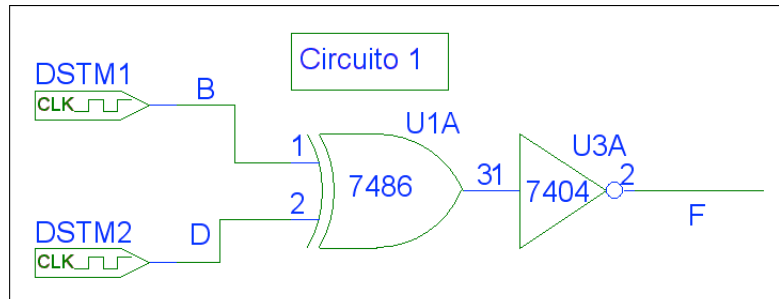 Circuito 1
DSTM1
CLK
B
1
U1A
7486
2
31
U3A
7404
2
F
DSTM2
CLK
D